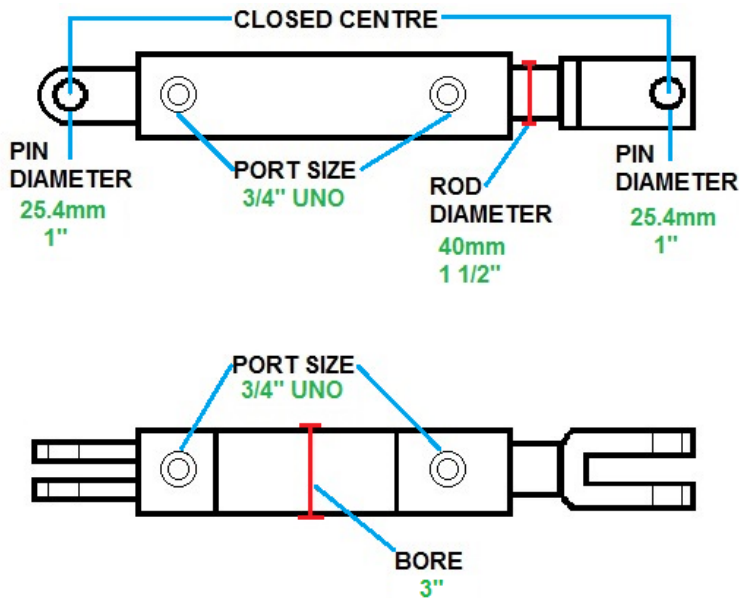 CLOSED CENTRE
PIN
DIAMETER
25.4mm
1"
PORT SIZE
3/4" UNO
ROD
DIAMETER
40mm
1 1/2"
PIN
DIAMETER
25.4mm
1"
PORT SIZE
3/4" UNO
BORE
3"